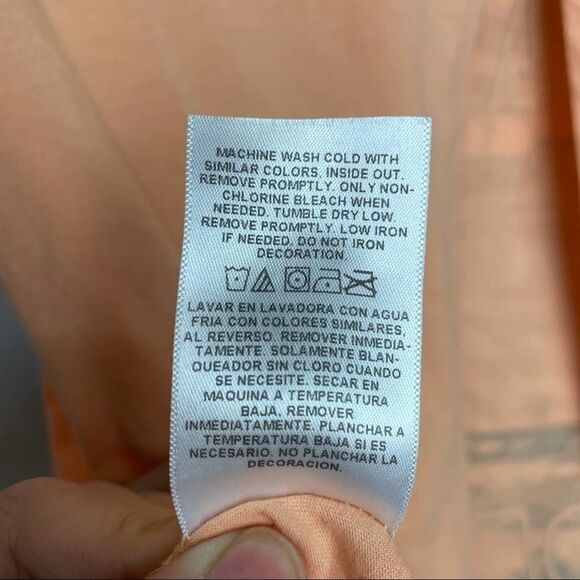 MACHINE WASH COLD WITH
SIMILAR COLORS, INSIDE OUT.
REMOVE PROMPTLY. ONLY NON-
CHLORINE BLEACH WHEN
NEEDED. TUMBLE DRY LOW.
REMOVE PROMPTLY. LOW IRON
IF NEEDED. DO NOT IRON
DECORATION.
LAVAR EN LAVADORA CON AGUA
FRIA CON COLORES SIMILARES,
AL REVERSO. REMOVER INMEDIA-
TAMENTE. SOLAMENTE BLAN-
QUEADOR SIN CLORO CUANDO
SE NECESITE. SECAR EN
MAQUINA A TEMPERATURA
BAJA. REMOVER
INMEDIATAMENTE. PLANCHAR A
TEMPERATURA BAJA SI ES
NECESARIO. NO PLANCHAR LA
DECORACION.